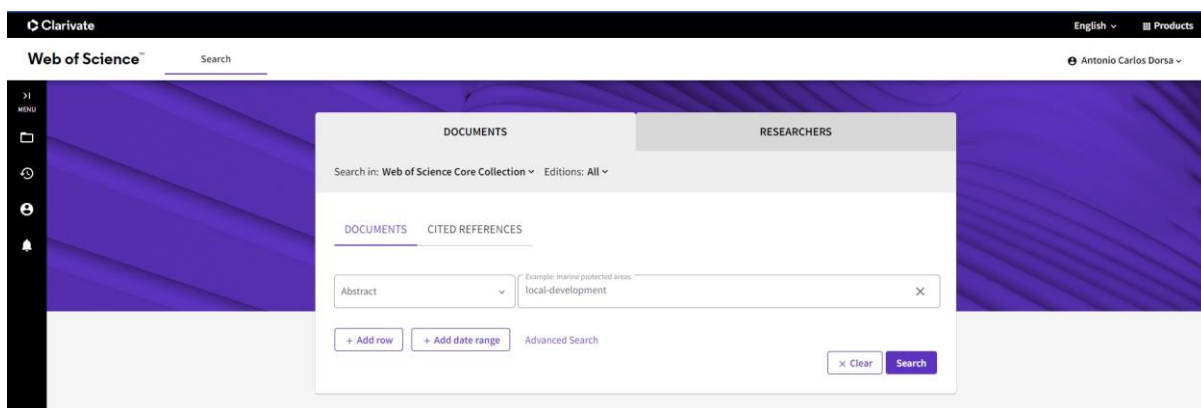 Clarivate
English
Products
Web of Science™
Search
Antonio Carlos Dorsa
MENU
DOCUMENTS
RESEARCHERS
Search in: Web of Science Core Collection Editions: All
DOCUMENTS CITED REFERENCES
Example: marine protected areas
Abstract
local-development
+ Add row
+ Add date range
Advanced Search
× Clear
Search